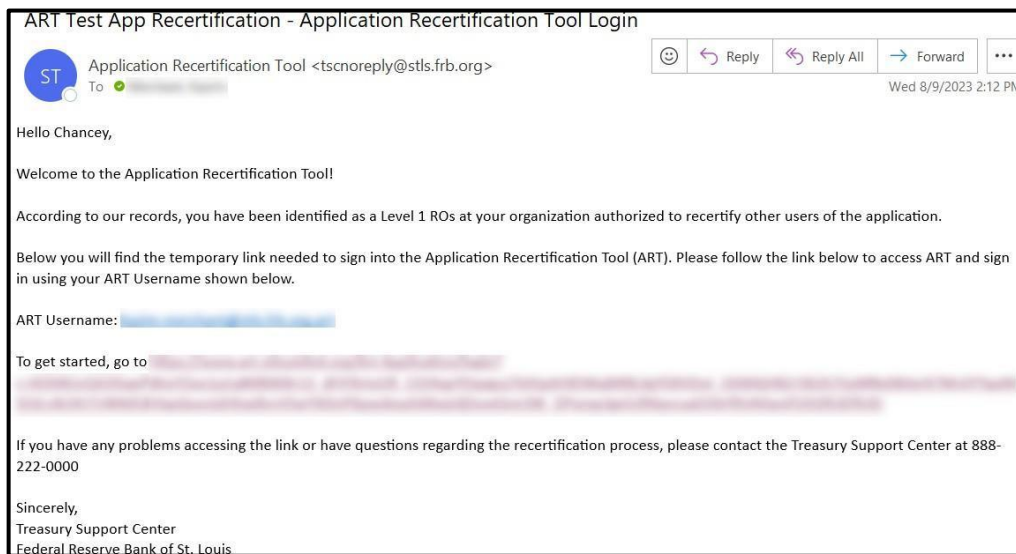 ART Test App Recertification - Application Recertification Tool Login
ST
Application Recertification Tool <tscnoreply@stls.frb.org>
To
Reply
Reply All
Forward
Wed 8/9/2023 2:12 PM
Hello Chancey,
Welcome to the Application Recertification Tool!
According to our records, you have been identified as a Level 1 ROs at your organization authorized to recertify other users of the application.
Below you will find the temporary link needed to sign into the Application Recertification Tool (ART). Please follow the link below to access ART and sign
in using your ART Username shown below.
ART Username:
To get started, go to
If you have any problems accessing the link or have questions regarding the recertification process, please contact the Treasury Support Center at 888-
222-0000
Sincerely,
Treasury Support Center
Federal Reserve Bank of St. Louis